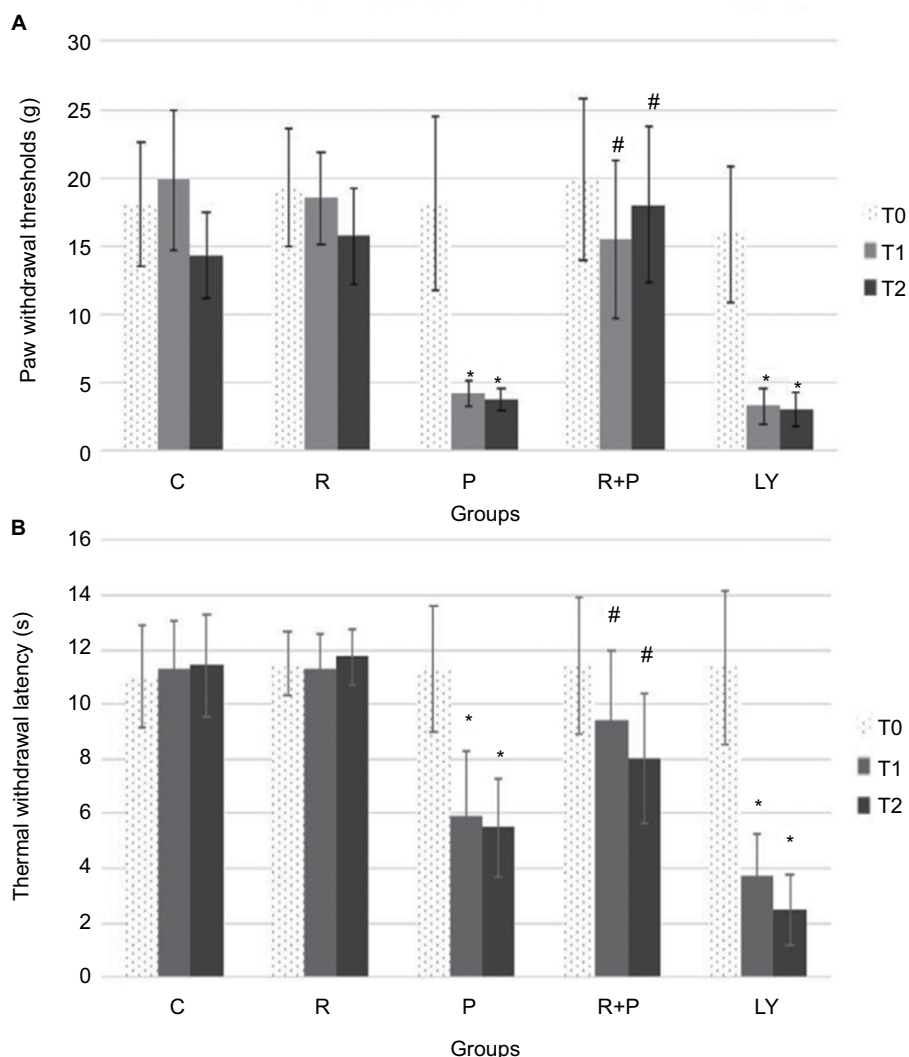 A
Paw withdrawal thresholds (g)
30
25
20
15
10
5
0
#
#
* *
* *
C R P R+P LY
Groups
T0
T1
T2
B
Thermal withdrawal latency (s)
16
14
12
10
8
6
4
2
0
#
#
*
*
*
*
C R P R+P LY
Groups
T0
T1
T2